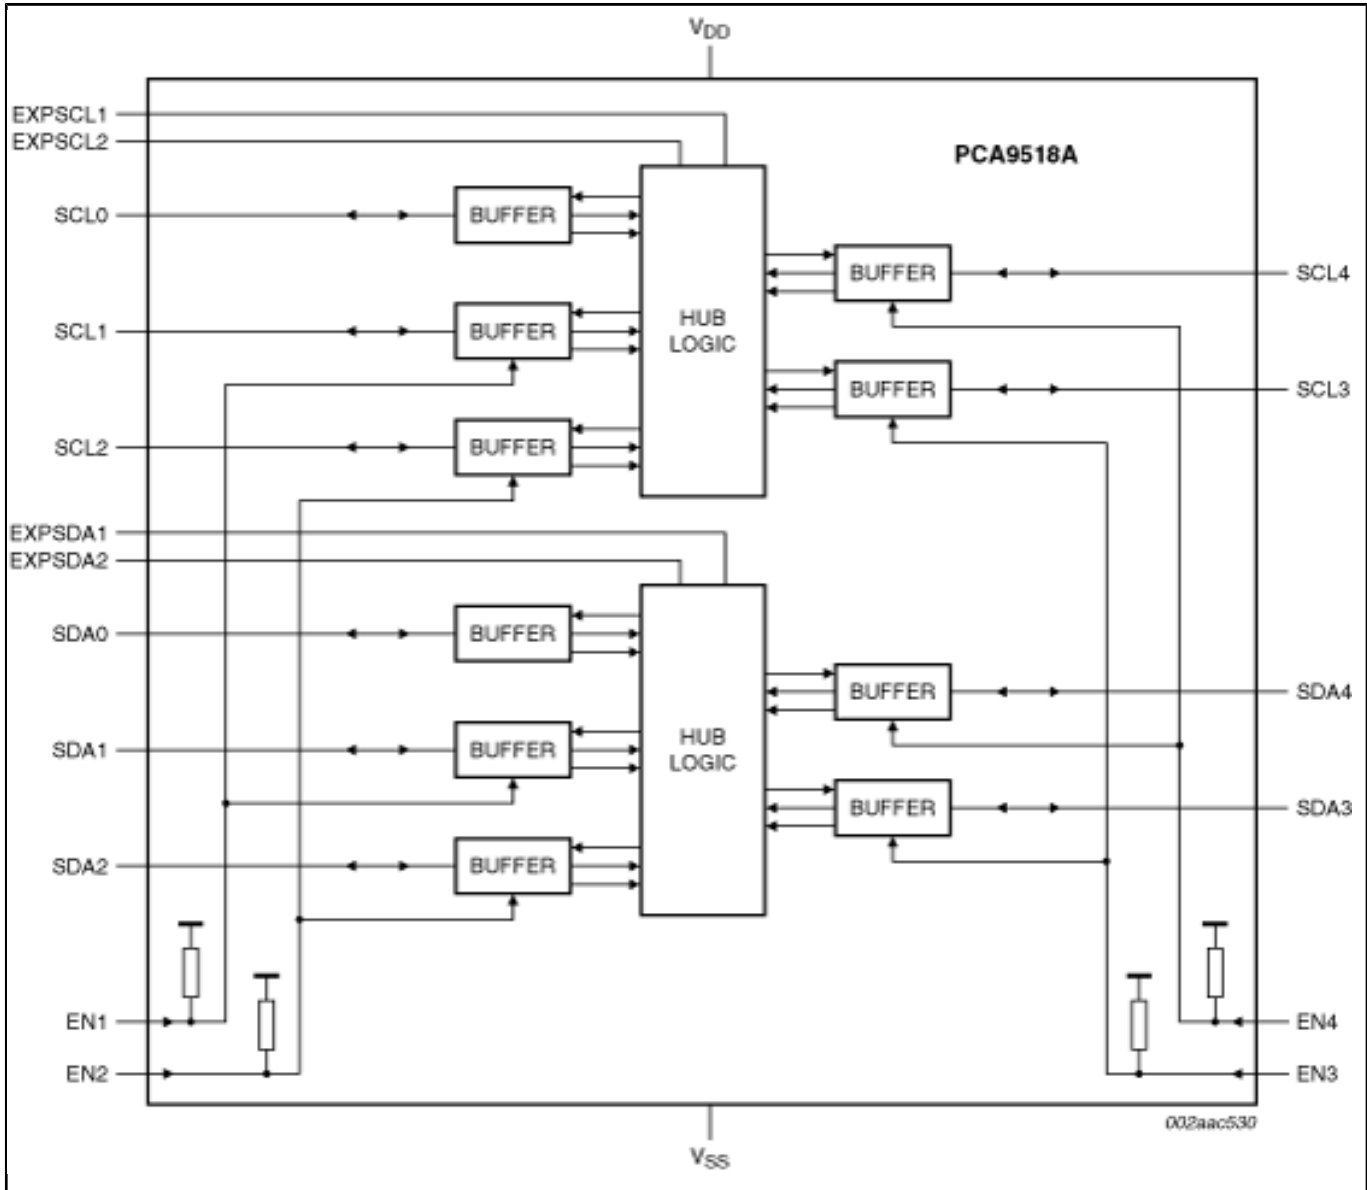 VDD
EXPSCL1
EXPSCL2
PCA9518A
SCL0
BUFFER
BUFFER
SCL4
SCL1
BUFFER
HUB
LOGIC
BUFFER
SCL3
SCL2
BUFFER
EXPSDA1
EXPSDA2
SDA0
BUFFER
BUFFER
SDA4
SDA1
BUFFER
HUB
LOGIC
BUFFER
SDA3
SDA2
BUFFER
EN1
EN4
EN2
EN3
002aac530
VSS